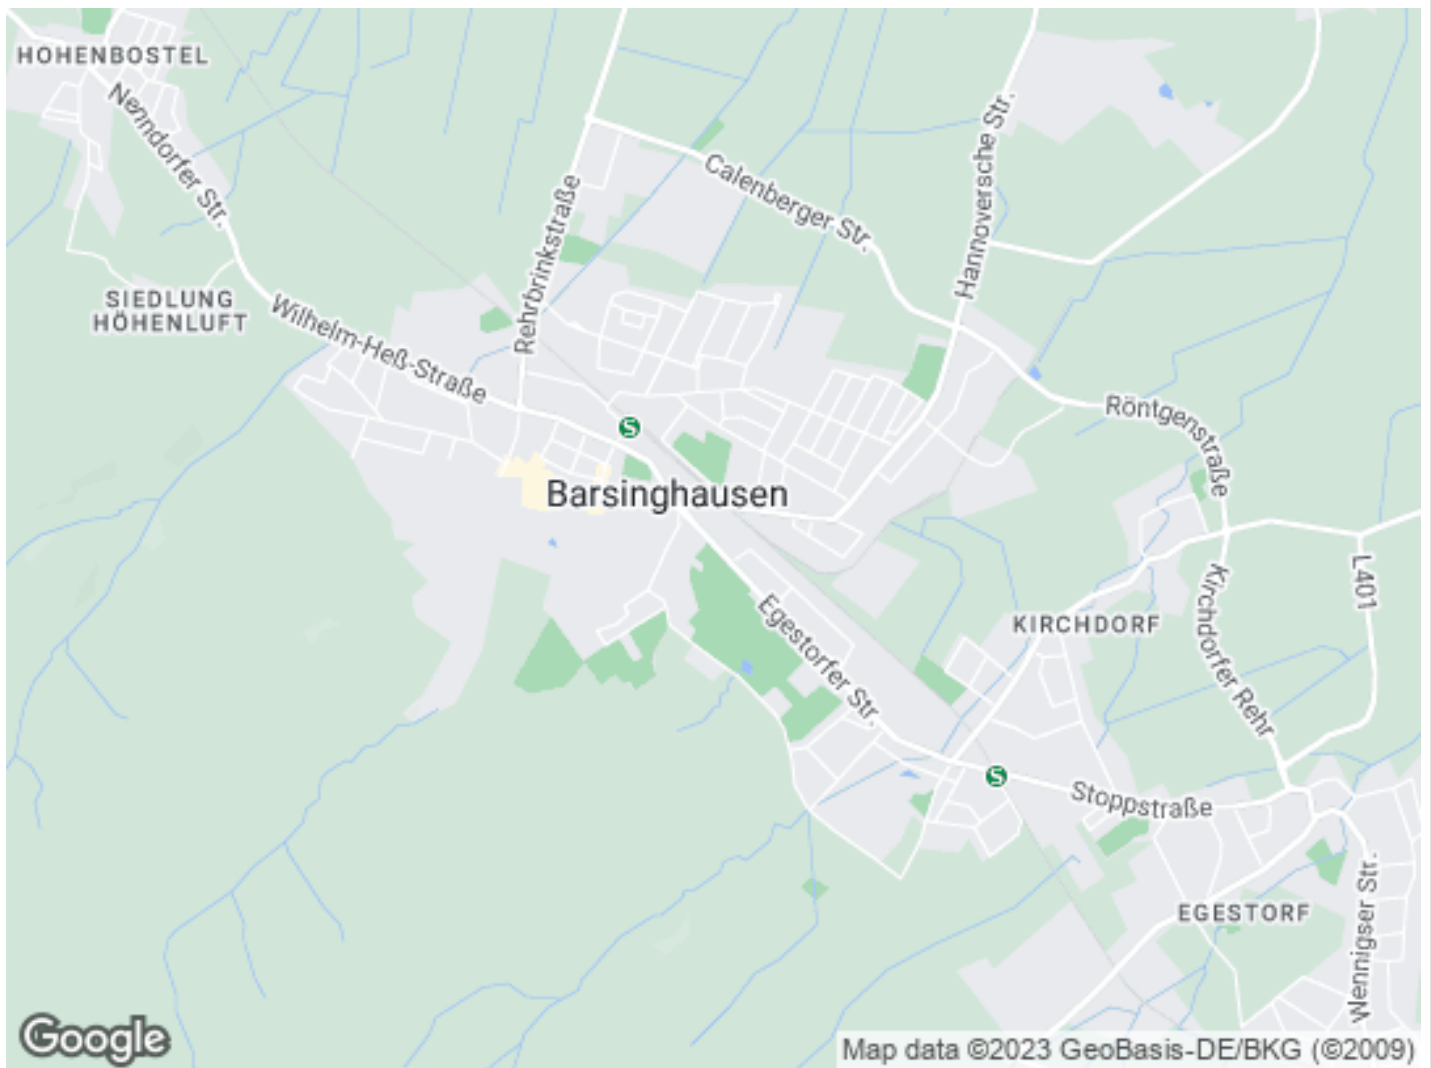 HOHENBOSTEL
Nenndorfer Str.
SIEDLUNG
HÖHENLUFT
Wilhelm-Heß-Straße
Rehrbrinkstraße
Calenberger Str.
Hannoversche Str.
S
Barsinghausen
Röntgenstraße
L401
KIRCHDORF
Kirchdorfer Rehr
Egestorfer Str.
S
Stoppstraße
EGESTORF
Wennigser Str.
Google
Map data ©2023 GeoBasis-DE/BKG (©2009)